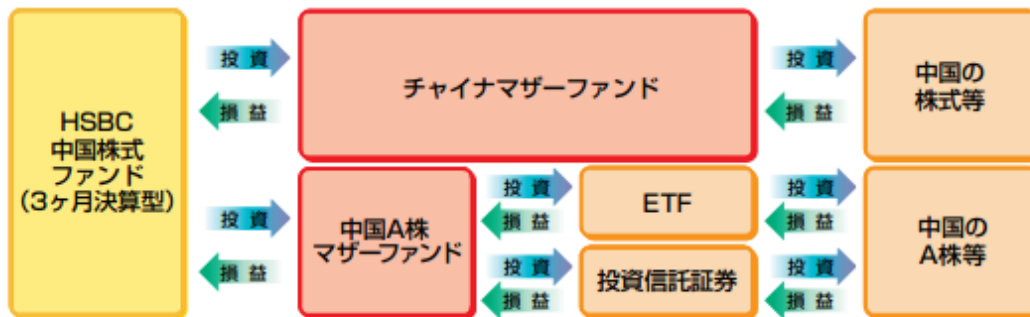 HSBC
中国株式
ファンド
(3ヶ月決算型)
投資
損益
チャイナマザーファンド
投資
損益
中国の
株式等
投資
損益
中国A株
マザーファンド
投資
損益
ETF
投資
損益
投資
損益
投資信託証券
投資
損益
中国の
A株等